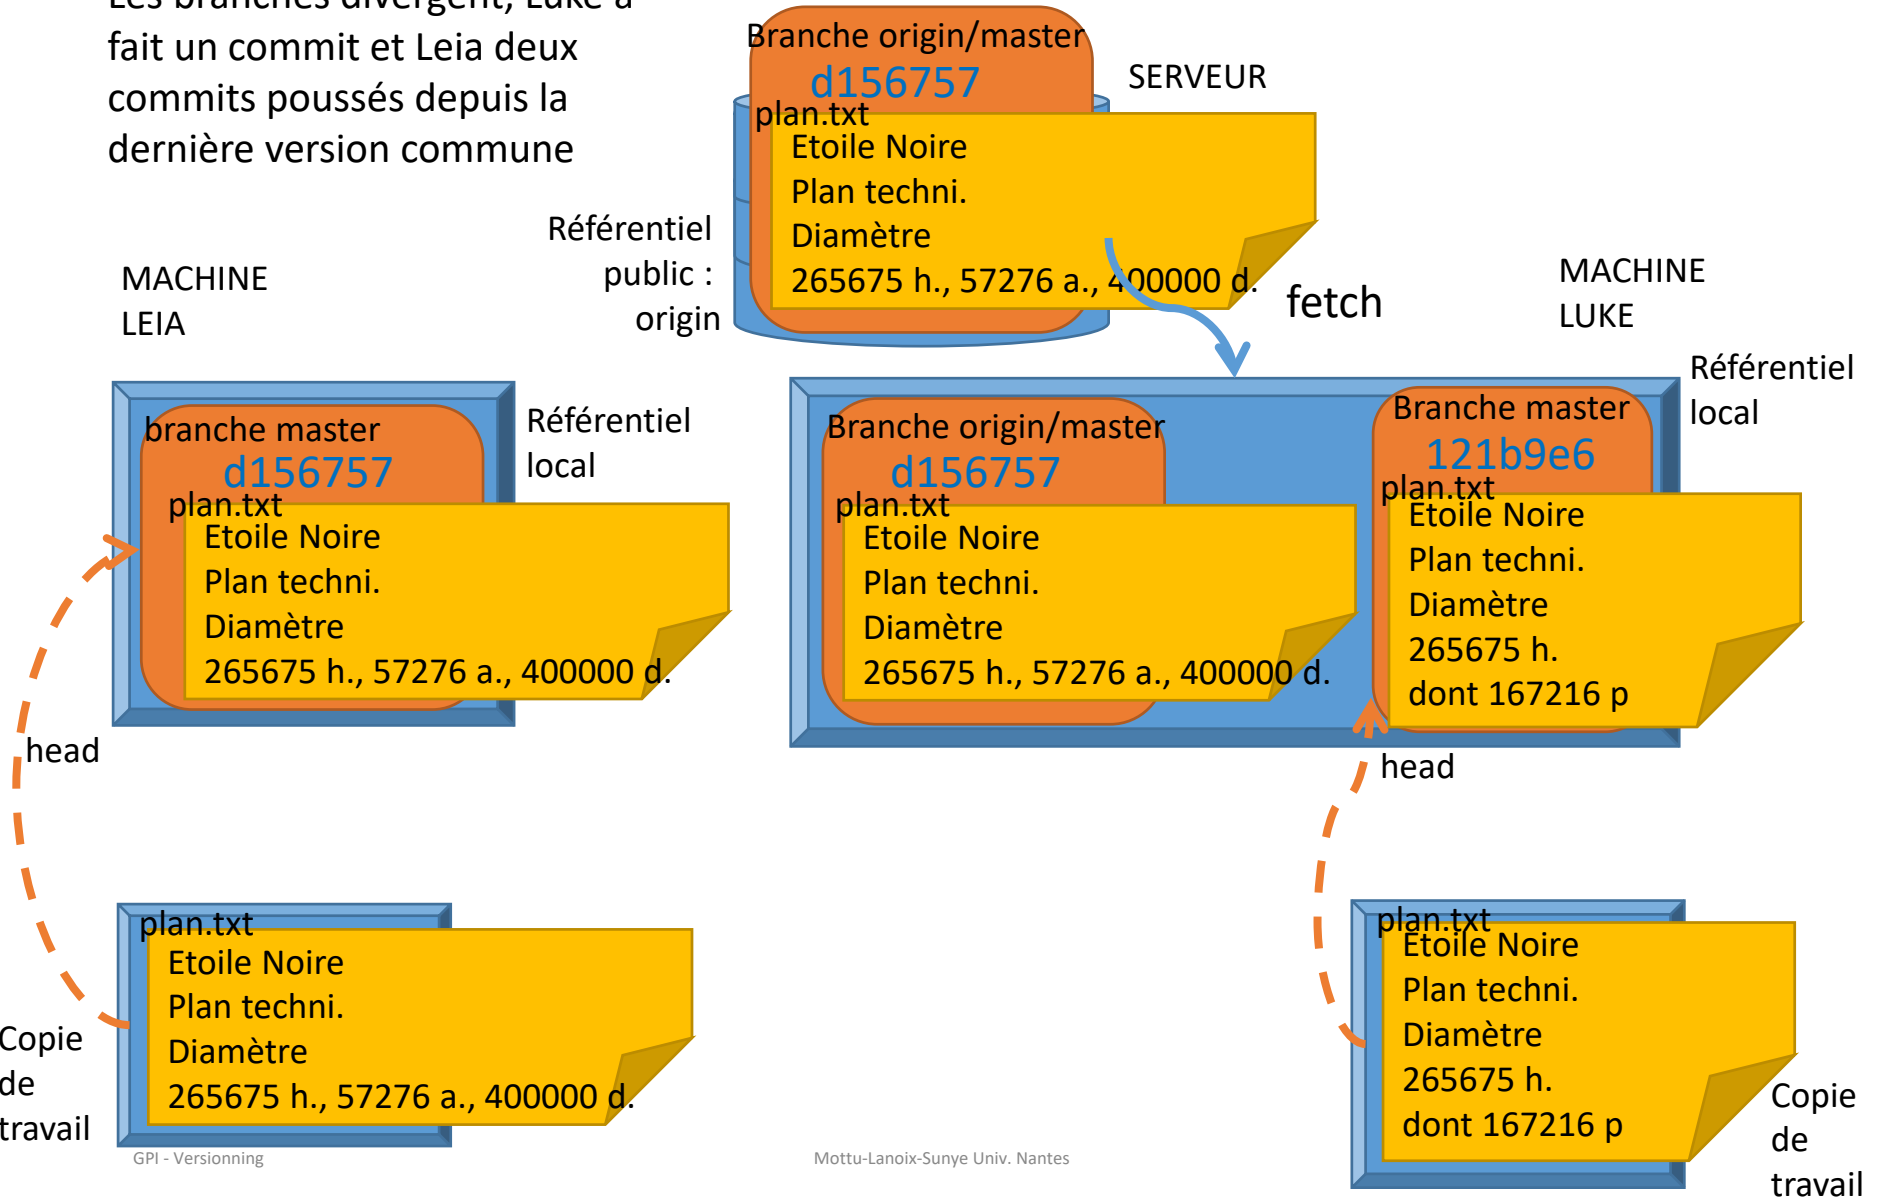 Les branches divergent, Luke a
fait un commit et Leia deux
commits poussés depuis la
dernière version commune
Branche origin/master
d156757
SERVEUR
plan.txt
Etoile Noire
Plan techni.
Diamètre
265675 h., 57276 a., 400000 d.
Référentiel
public :
origin
fetch
MACHINE
LEIA
MACHINE
LUKE
branche master
d156757
plan.txt
Etoile Noire
Plan techni.
Diamètre
265675 h., 57276 a., 400000 d.
Référentiel
local
Branche origin/master
d156757
plan.txt
Etoile Noire
Plan techni.
Diamètre
265675 h., 57276 a., 400000 d.
Branche master
121b9e6
plan.txt
Etoile Noire
Plan techni.
Diamètre
265675 h.
dont 167216 p
Référentiel
local
head
head
plan.txt
Etoile Noire
Plan techni.
Diamètre
265675 h., 57276 a., 400000 d.
Copie
de
travail
plan.txt
Etoile Noire
Plan techni.
Diamètre
265675 h.
dont 167216 p
Copie
de
travail
GPI - Versionning
Mottu-Lanoix-Sunye Univ. Nantes